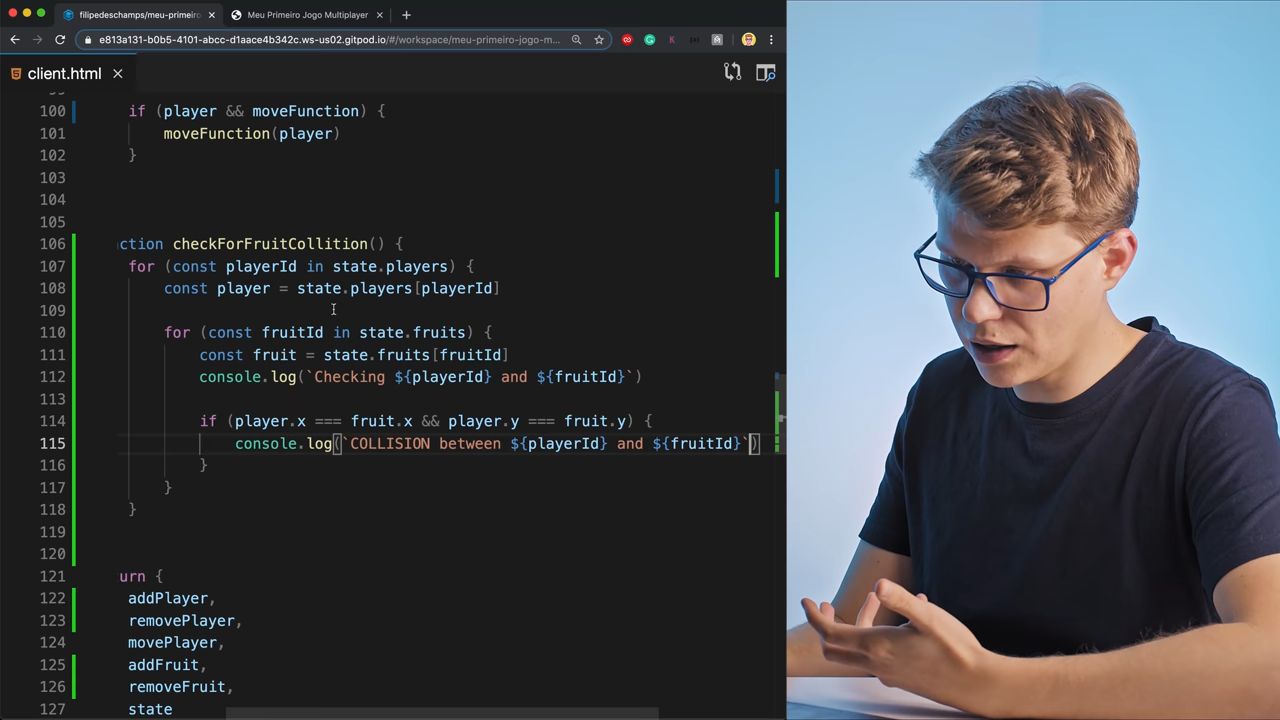 filipedeschamps/meu-primeiro
Meu Primeiro Jogo Multiplayer
e813a131-b0b5-4101-abcc-d1aace4b342c.ws-us02.gitpod.io/#/workspace/meu-primeiro-jogo-m...
client.html
100 if (player && moveFunction) {
101 moveFunction(player)
102 }
103
104
105
106 ction checkForFruitCollition() {
107 for (const playerId in state.players) {
108 const player = state.players[playerId]
109
110 for (const fruitId in state.fruits) {
111 const fruit = state.fruits[fruitId]
112 console.log(`Checking ${playerId} and ${fruitId}`)
113
114 if (player.x === fruit.x && player.y === fruit.y) {
115 console.log(`COLLISION between ${playerId} and ${fruitId}`)
116 }
117 }
118 }
119
120
121 urn {
122 addPlayer,
123 removePlayer,
124 movePlayer,
125 addFruit,
126 removeFruit,
127 state